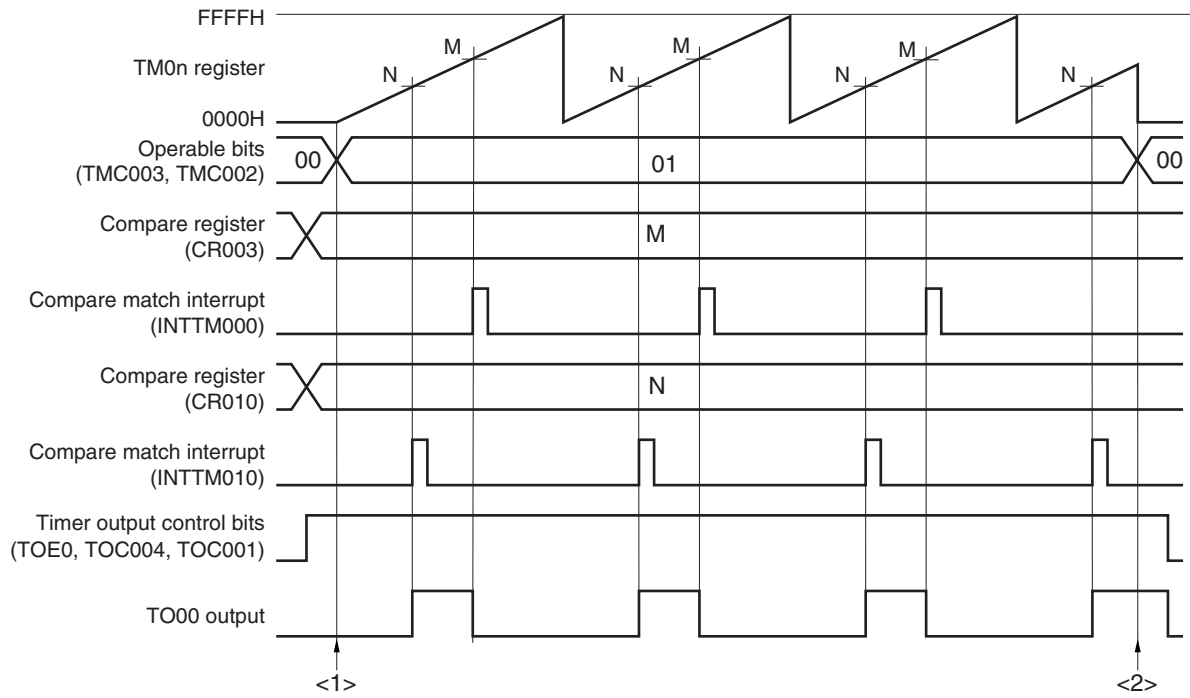 FFFFH
M
M
M
N
N
N
N
TM0n register
0000H
Operable bits
(TMC003, TMC002)
00
01
00
Compare register
(CR003)
M
Compare match interrupt
(INTTM000)
Compare register
(CR010)
N
Compare match interrupt
(INTTM010)
Timer output control bits
(TOE0, TOC004, TOC001)
TO00 output
<1>
<2>